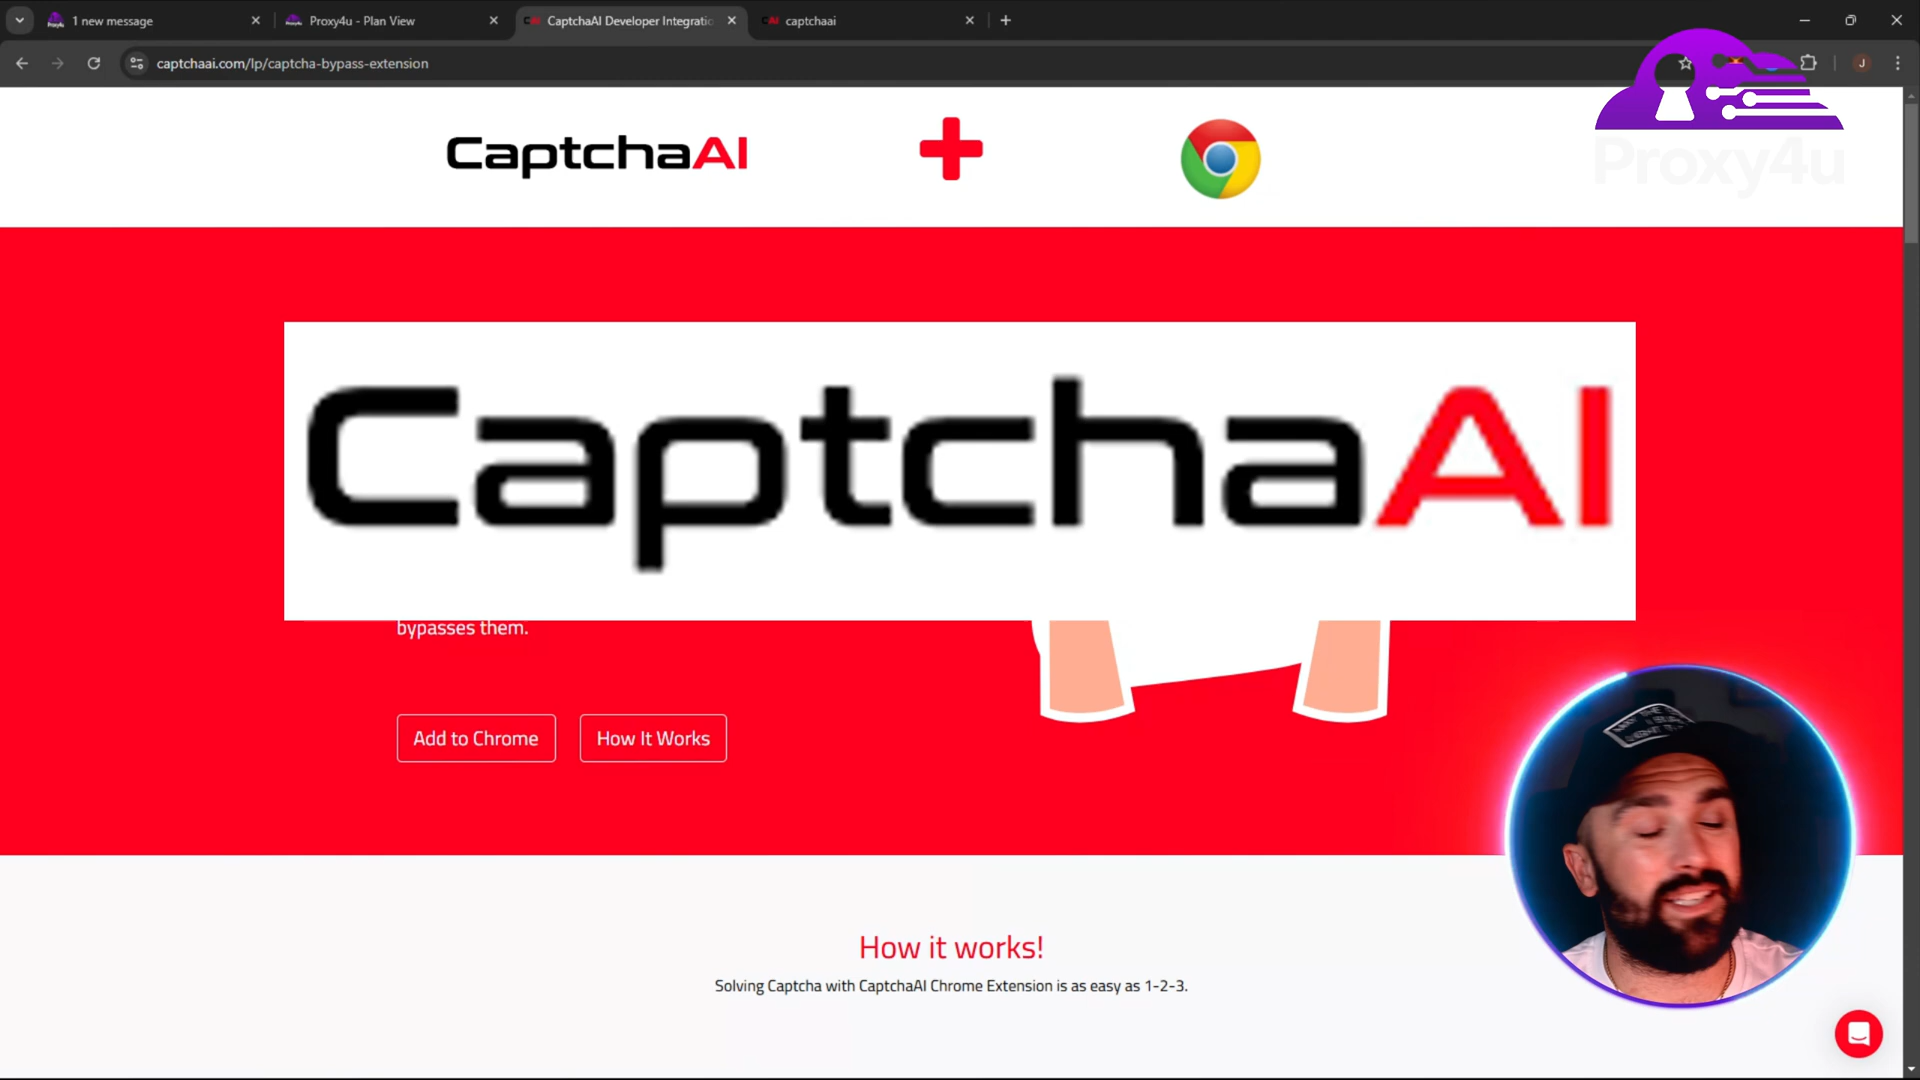 1 new message
Proxy4u - Plan View
CaptchaAI Developer Integratio
captchaai
captchaai.com/lp/captcha-bypass-extension
J
CaptchaAI
Proxy4u
CaptchaAI
bypasses them.
Add to Chrome
How It Works
How it works!
Solving Captcha with CaptchaAI Chrome Extension is as easy as 1-2-3.